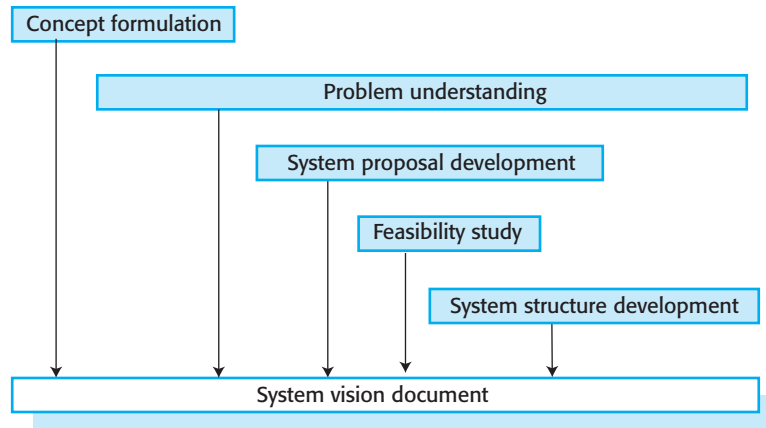 Concept formulation
Problem understanding
System proposal development
Feasibility study
System structure development
System vision document